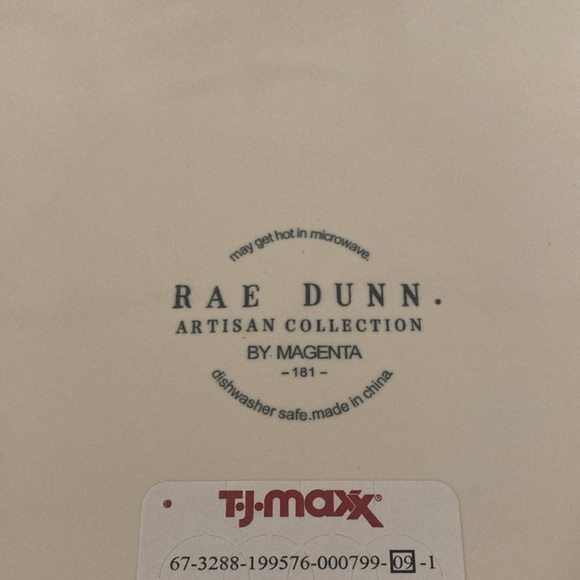 may get hot in microwave.
RAE DUNN.
ARTISAN COLLECTION
BY MAGENTA
– 181 –
dishwasher safe.made in china
T·J·maxx®
67-3288-199576-000799-09-1